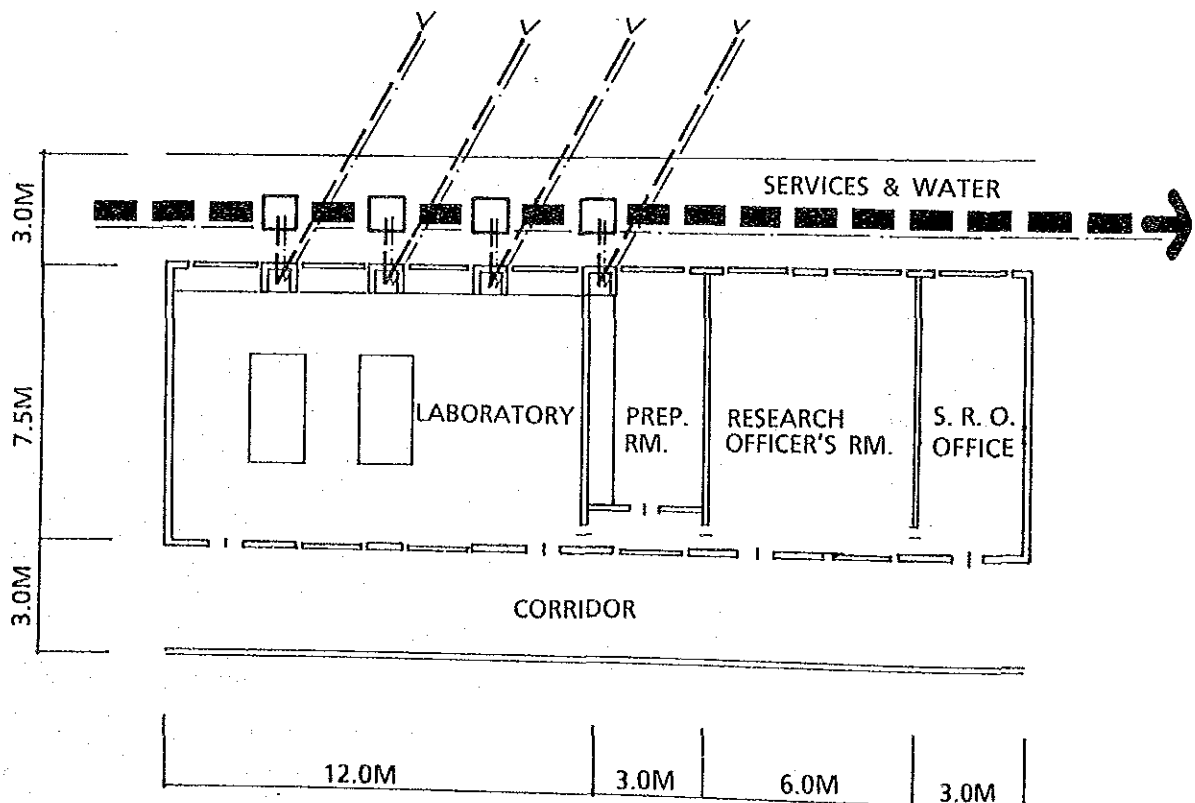 SERVICES & WATER
3.0M
7.5M
3.0M
LABORATORY
PREP.
RM.
RESEARCH
OFFICER'S RM.
S. R. O.
OFFICE
CORRIDOR
12.0M
3.0M
6.0M
3.0M